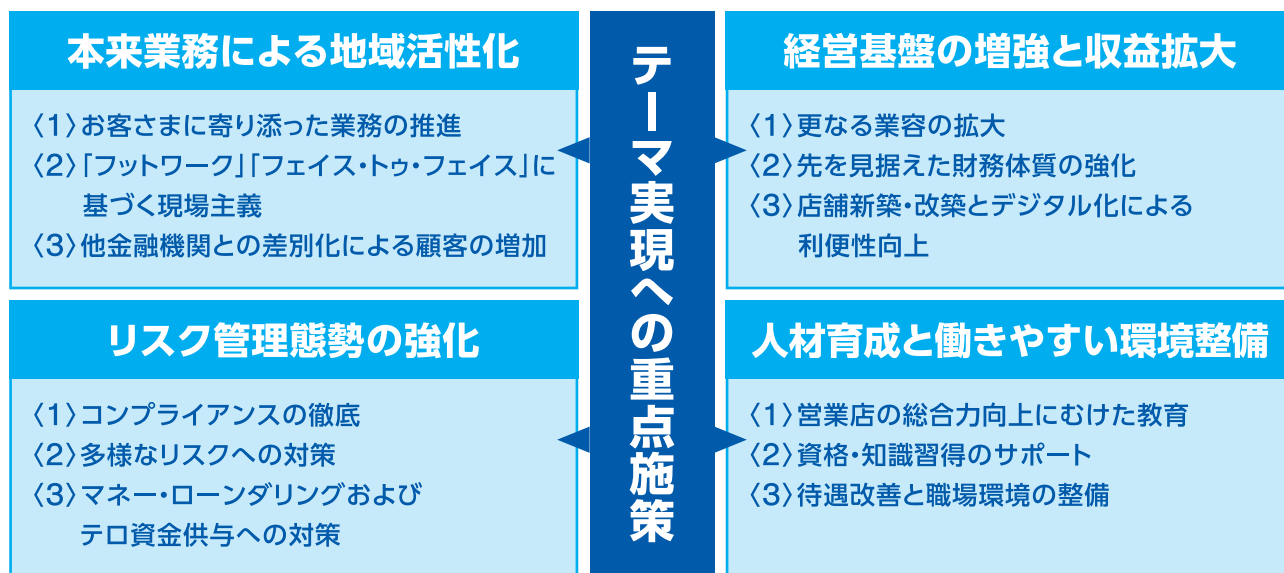 本来業務による地域活性化
〈1〉お客さまに寄り添った業務の推進
〈2〉「フットワーク」「フェイス・トゥ・フェイス」に
基づく現場主義
〈3〉他金融機関との差別化による顧客の増加
テーマ実現への重点施策
経営基盤の増強と収益拡大
〈1〉更なる業容の拡大
〈2〉先を見据えた財務体質の強化
〈3〉店舗新築・改築とデジタル化による
利便性向上
リスク管理態勢の強化
〈1〉コンプライアンスの徹底
〈2〉多様なリスクへの対策
〈3〉マネー・ローンダリングおよび
テロ資金供与への対策
人材育成と働きやすい環境整備
〈1〉営業店の総合力向上にむけた教育
〈2〉資格・知識習得のサポート
〈3〉待遇改善と職場環境の整備